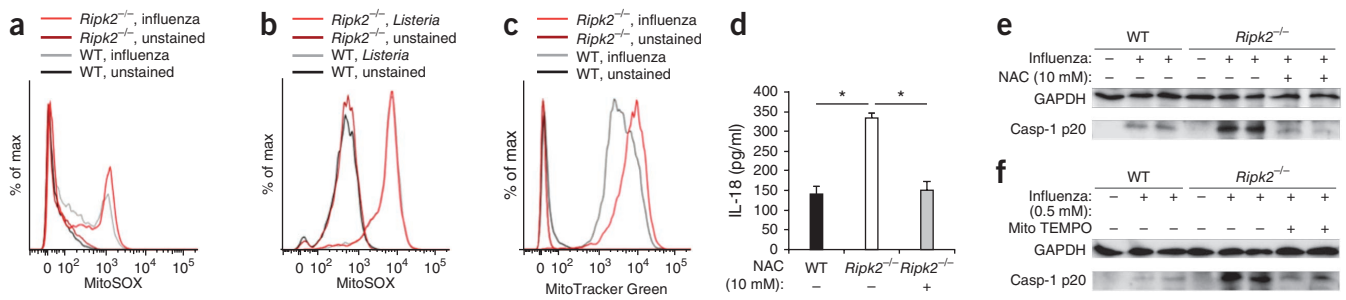 a
Ripk2–/–, influenza
Ripk2–/–, unstained
WT, influenza
WT, unstained
% of max
0 10² 10³ 10⁴ 10⁵
MitoSOX
b
Ripk2–/–, Listeria
Ripk2–/–, unstained
WT, Listeria
WT, unstained
% of max
0 10² 10³ 10⁴ 10⁵
MitoSOX
c
Ripk2–/–, influenza
Ripk2–/–, unstained
WT, influenza
WT, unstained
% of max
0 10² 10³ 10⁴ 10⁵
MitoTracker Green
d
IL-18 (pg/ml)
400
350
300
250
200
150
100
50
0
* *
WT Ripk2–/– Ripk2–/–
NAC
(10 mM): – – +
e
WT Ripk2–/–
Influenza: – + + – + + + +
NAC (10 mM) – – – – – – + +
GAPDH
Casp-1 p20
f
WT Ripk2–/–
Influenza: – + + – + + + +
(0.5 mM):
Mito TEMPO – – – – – – + +
GAPDH
Casp-1 p20